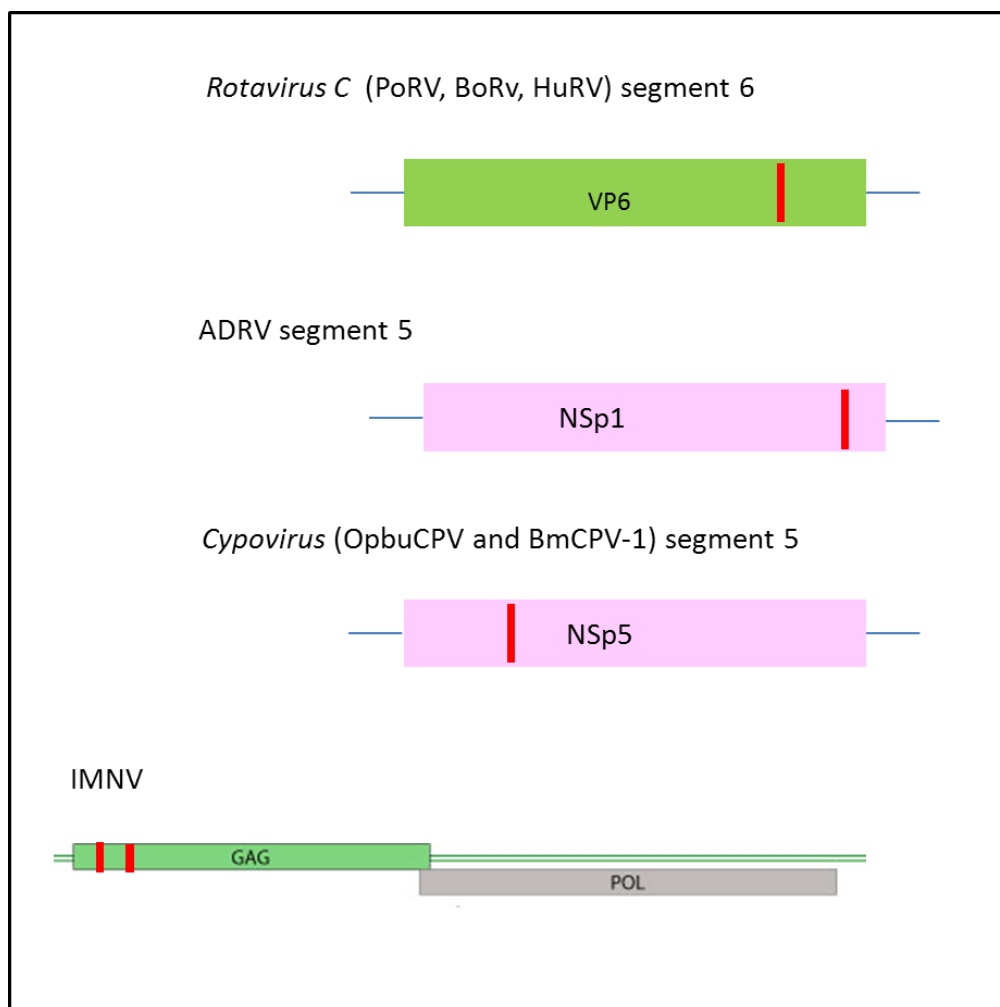 Rotavirus C (PoRV, BoRv, HuRV) segment 6
VP6
ADRV segment 5
NSp1
Cypovirus (OpbuCPV and BmCPV-1) segment 5
NSp5
IMNV
GAG
POL